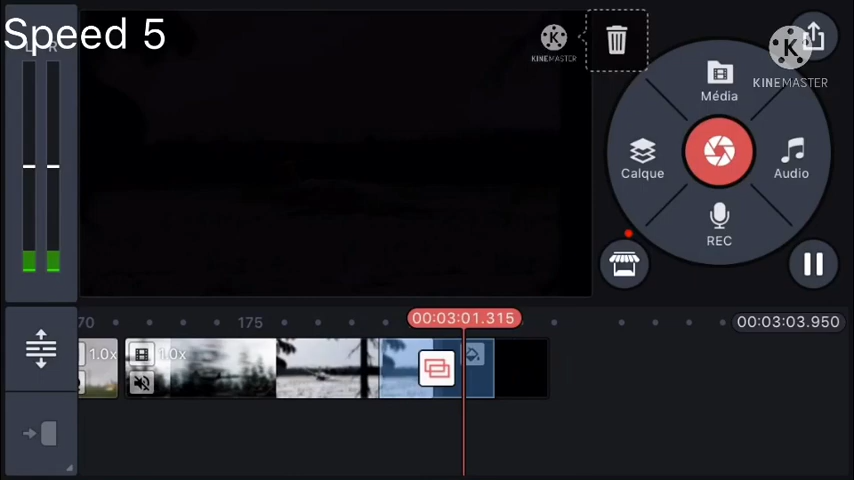 Speed 5
L R
KINEMASTER
Média
KINEMASTER
Calque
Audio
REC
70
175
00:03:01.315
00:03:03.950
1.0x
1.0x